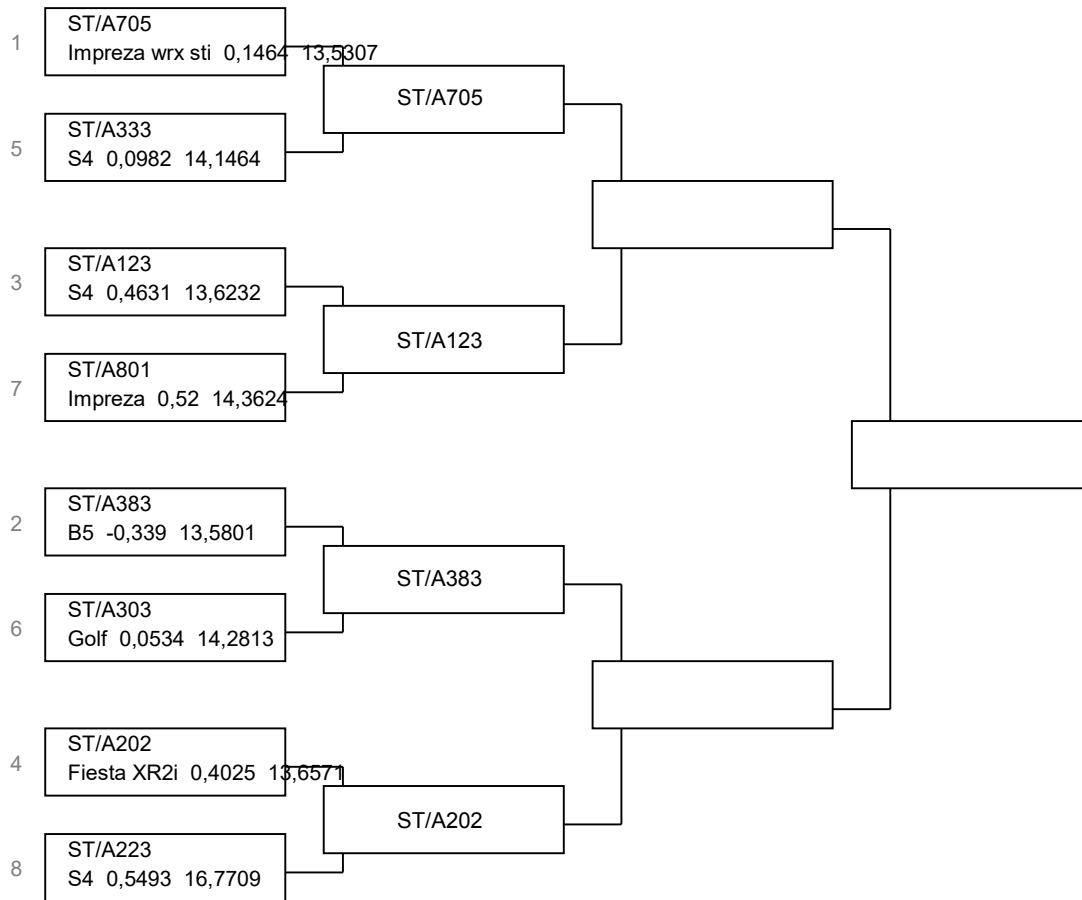 1
ST/A705
Impreza wrx sti 0,1464 13,5307
ST/A705
5
ST/A333
S4 0,0982 14,1464
3
ST/A123
S4 0,4631 13,6232
ST/A123
7
ST/A801
Impreza 0,52 14,3624
2
ST/A383
B5 -0,339 13,5801
ST/A383
6
ST/A303
Golf 0,0534 14,2813
4
ST/A202
Fiesta XR2i 0,4025 13,6571
ST/A202
8
ST/A223
S4 0,5493 16,7709